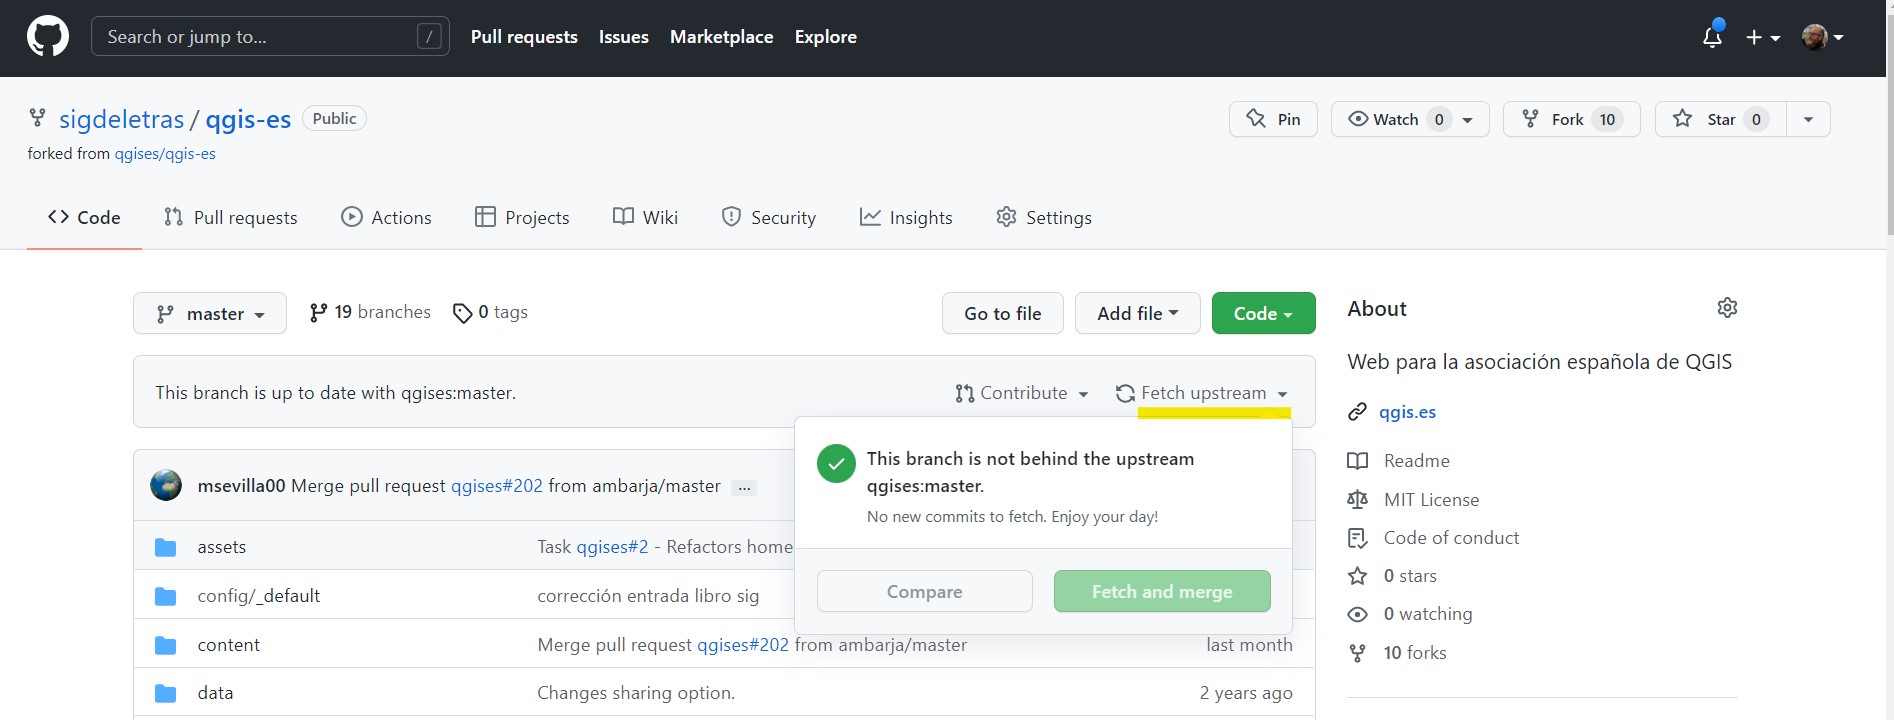 Search or jump to... / Pull requests Issues Marketplace Explore
sigdeletras / qgis-es Public Pin Watch 0 Fork 10 Star 0
forked from qgises/qgis-es
Code Pull requests Actions Projects Wiki Security Insights Settings
master 19 branches 0 tags Go to file Add file Code About
Web para la asociación española de QGIS
This branch is up to date with qgises:master. Contribute Fetch upstream
qgis.es
This branch is not behind the upstream
qgises:master.
No new commits to fetch. Enjoy your day!
Compare Fetch and merge
msevilla00 Merge pull request qgises#202 from ambarja/master ...
assets Task qgises#2 - Refactors home
config/_default corrección entrada libro sig
content Merge pull request qgises#202 from ambarja/master last month
data Changes sharing option. 2 years ago
Readme
MIT License
Code of conduct
0 stars
0 watching
10 forks